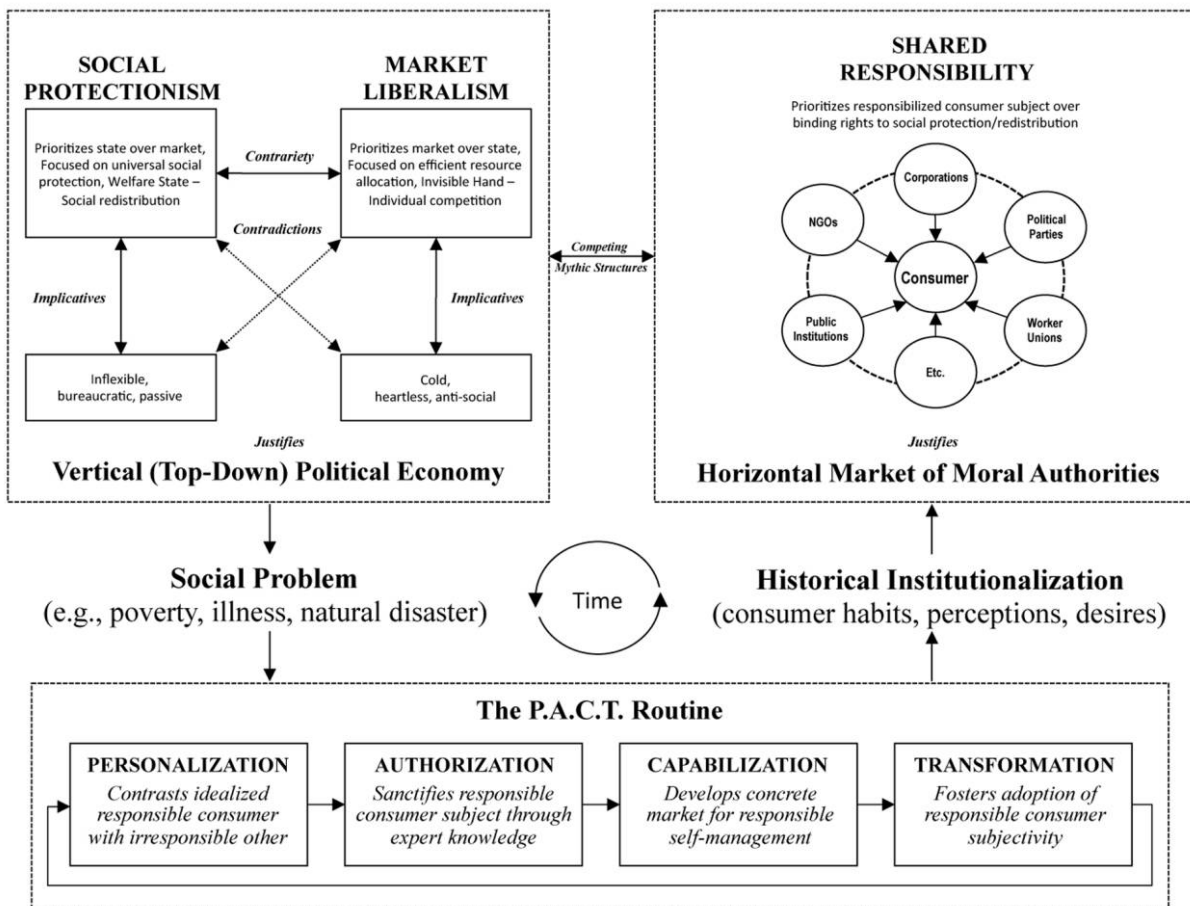 SOCIAL
PROTECTIONISM
MARKET
LIBERALISM
Prioritizes state over market,
Focused on universal social
protection, Welfare State –
Social redistribution
Contrariety
Prioritizes market over state,
Focused on efficient resource
allocation, Invisible Hand –
Individual competition
Contradictions
Implicatives
Implicatives
Inflexible,
bureaucratic, passive
Cold,
heartless, anti-social
Justifies
Vertical (Top-Down) Political Economy
Competing
Mythic Structures
SHARED
RESPONSIBILITY
Prioritizes responsibilized consumer subject over
binding rights to social protection/redistribution
Corporations
NGOs
Political
Parties
Consumer
Public
Institutions
Worker
Unions
Etc.
Justifies
Horizontal Market of Moral Authorities
Social Problem
(e.g., poverty, illness, natural disaster)
Time
Historical Institutionalization
(consumer habits, perceptions, desires)
The P.A.C.T. Routine
PERSONALIZATION
Contrasts idealized
responsible consumer
with irresponsible other
AUTHORIZATION
Sanctifies responsible
consumer subject through
expert knowledge
CAPABILIZATION
Develops concrete
market for responsible
self-management
TRANSFORMATION
Fosters adoption of
responsible consumer
subjectivity